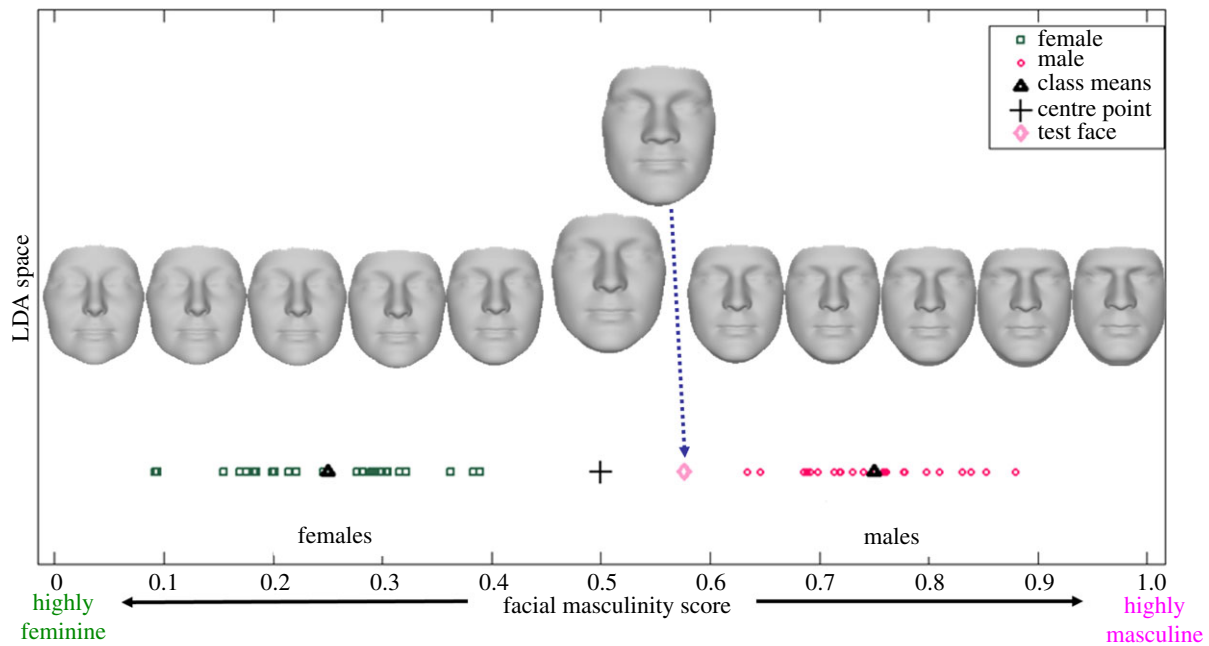 female
male
class means
centre point
test face
LDA space
females
males
0 0.1 0.2 0.3 0.4 0.5 0.6 0.7 0.8 0.9 1.0
highly
feminine
facial masculinity score
highly
masculine